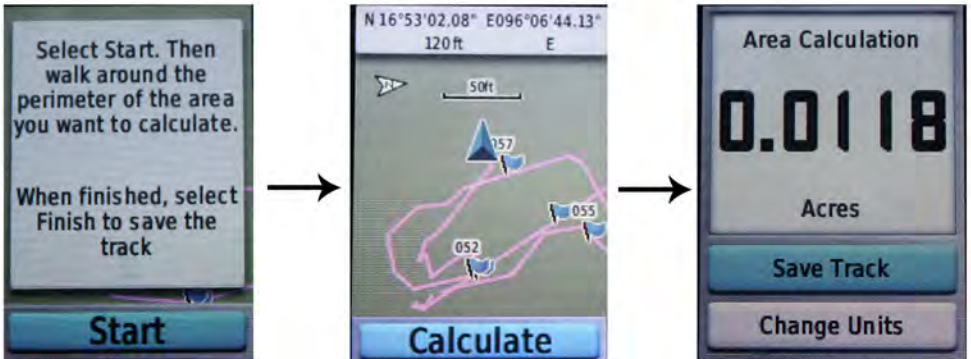 Select Start. Then
walk around the
perimeter of the area
you want to calculate.
When finished, select
Finish to save the
track
Start
N 16°53'02.08" E096°06'44.13"
120 ft E
N
50ft
057
055
052
Calculate
Area Calculation
0.0118
Acres
Save Track
Change Units